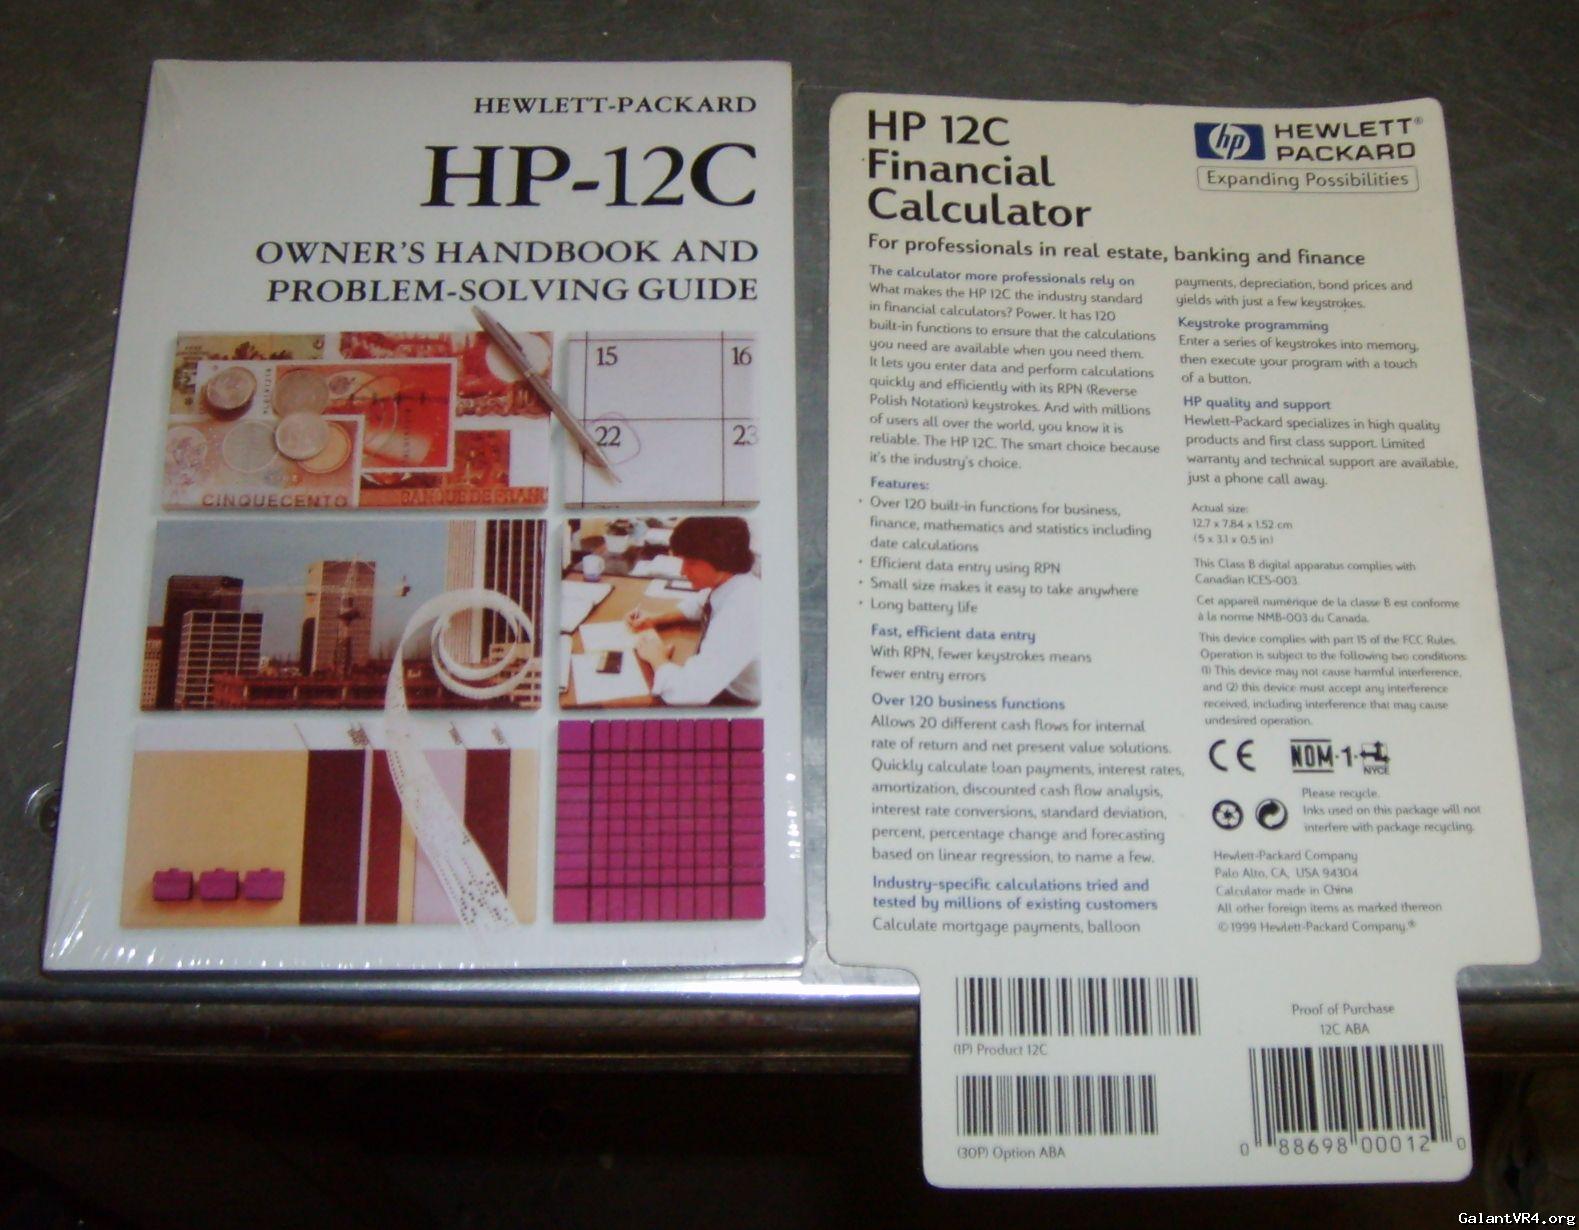 HEWLETT-PACKARD
HP-12C
OWNER'S HANDBOOK AND
PROBLEM-SOLVING GUIDE
15
16
22
23
CINQUECENTO
BANQUE DE FRANC
HP 12C
Financial
Calculator
hp HEWLETT®
PACKARD
Expanding Possibilities
For professionals in real estate, banking and finance
The calculator more professionals rely on
What makes the HP 12C the industry standard
in financial calculators? Power. It has 120
built-in functions to ensure that the calculations
you need are available when you need them.
It lets you enter data and perform calculations
quickly and efficiently with its RPN (Reverse
Polish Notation) keystrokes. And with millions
of users all over the world, you know it is
reliable. The HP 12C. The smart choice because
it's the industry's choice.
Features:
• Over 120 built-in functions for business,
finance, mathematics and statistics including
date calculations
• Efficient data entry using RPN
• Small size makes it easy to take anywhere
• Long battery life
Fast, efficient data entry
With RPN, fewer keystrokes means
fewer entry errors
Over 120 business functions
Allows 20 different cash flows for internal
rate of return and net present value solutions.
Quickly calculate loan payments, interest rates,
amortization, discounted cash flow analysis,
interest rate conversions, standard deviation,
percent, percentage change and forecasting
based on linear regression, to name a few.
Industry-specific calculations tried and
tested by millions of existing customers
Calculate mortgage payments, balloon
payments, depreciation, bond prices and
yields with just a few keystrokes.
Keystroke programming
Enter a series of keystrokes into memory,
then execute your program with a touch
of a button.
HP quality and support
Hewlett-Packard specializes in high quality
products and first class support. Limited
warranty and technical support are available,
just a phone call away.
Actual size:
12.7 x 7.84 x 1.52 cm
(5 x 3.1 x 0.5 in)
This Class B digital apparatus complies with
Canadian ICES-003.
Cet appareil numérique de la classe B est conforme
à la norme NMB-003 du Canada.
This device complies with part 15 of the FCC Rules.
Operation is subject to the following two conditions:
(1) This device may not cause harmful interference,
and (2) this device must accept any interference
received, including interference that may cause
undesired operation.
CE NOM-1- NYCE
Please recycle.
Inks used on this package will not
interfere with package recycling.
Hewlett-Packard Company
Palo Alto, CA, USA 94304
Calculator made in China
All other foreign items as marked thereon
© 1999 Hewlett-Packard Company.®
(1P) Product 12C
(30P) Option ABA
Proof of Purchase
12C ABA
0 88698 00012 0
GalantVR4.org